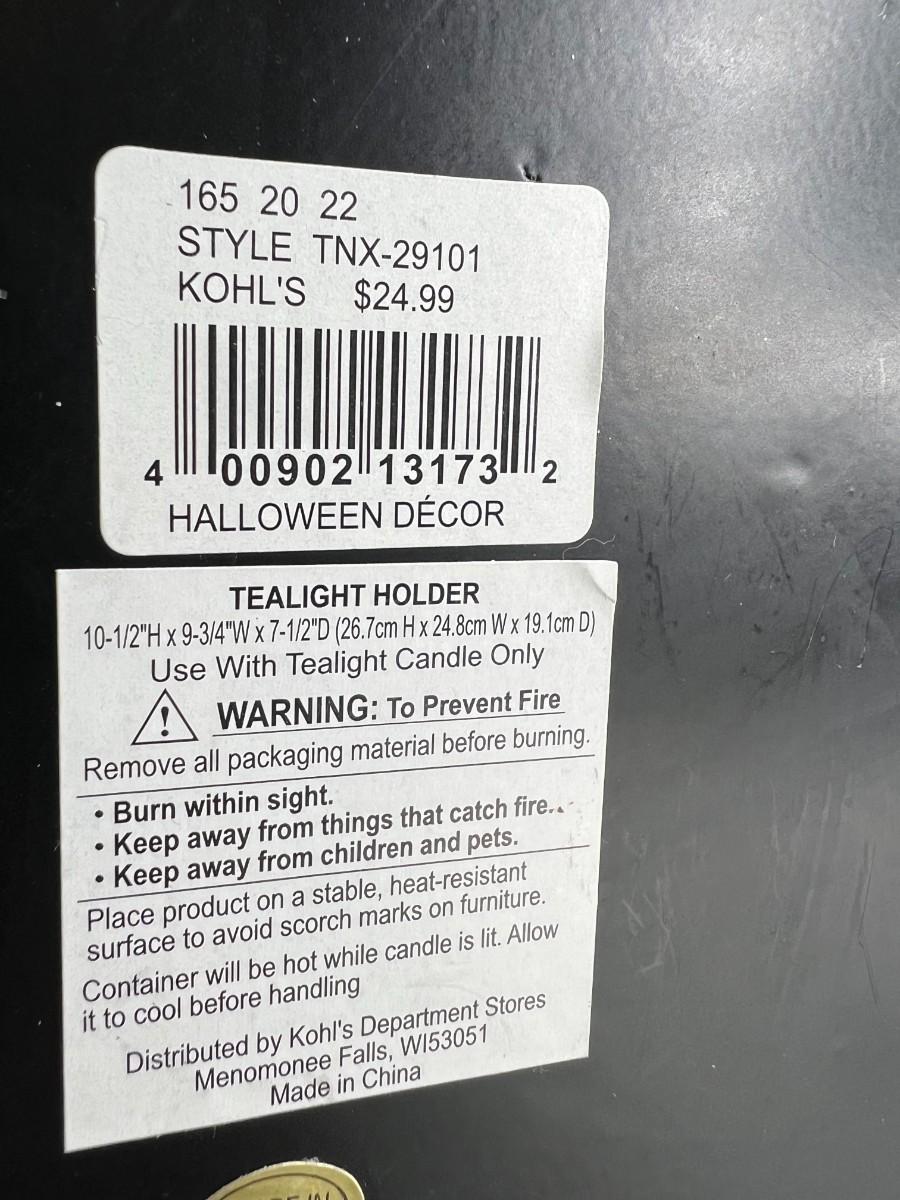 165 20 22
STYLE TNX-29101
KOHL'S $24.99
4 00902 13173 2
HALLOWEEN DÉCOR
TEALIGHT HOLDER
10-1/2"H x 9-3/4"W x 7-1/2"D (26.7cm H x 24.8cm W x 19.1cm D)
Use With Tealight Candle Only
WARNING: To Prevent Fire
Remove all packaging material before burning.
• Burn within sight.
• Keep away from things that catch fire.
• Keep away from children and pets.
Place product on a stable, heat-resistant
surface to avoid scorch marks on furniture.
Container will be hot while candle is lit. Allow
it to cool before handling
Distributed by Kohl's Department Stores
Menomonee Falls, WI53051
Made in China